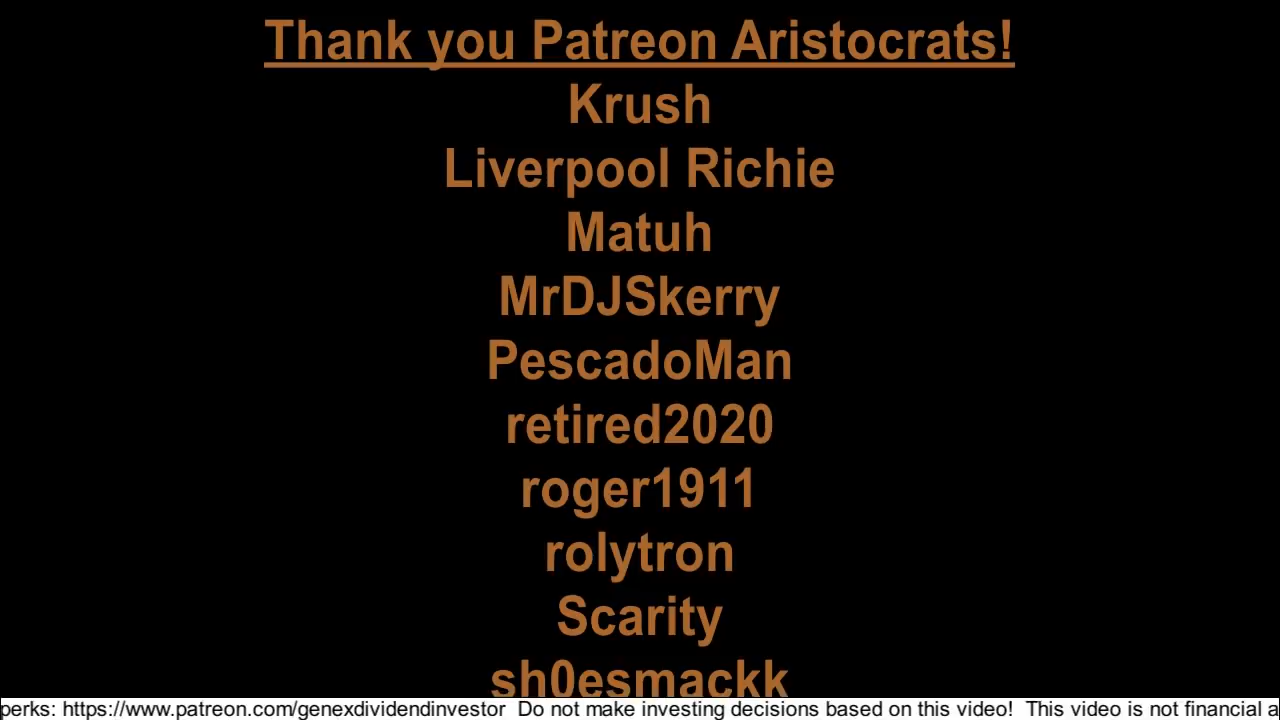 Thank you Patreon Aristocrats!
Krush
Liverpool Richie
Matuh
MrDJSkerry
PescadoMan
retired2020
roger1911
rolytron
Scarity
sh0esmackk
perks: https://www.patreon.com/genexdividendinvestor Do not make investing decisions based on this video! This video is not financial a